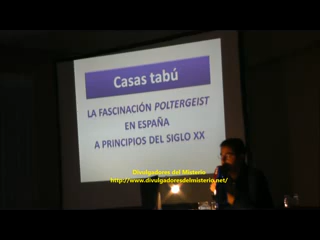 Casas tabú
LA FASCINACIÓN POLTERGEIST
EN ESPAÑA
A PRINCIPIOS DEL SIGLO XX
Divulgadores del Misterio
http://www.divulgadoresdelmisterio.net/